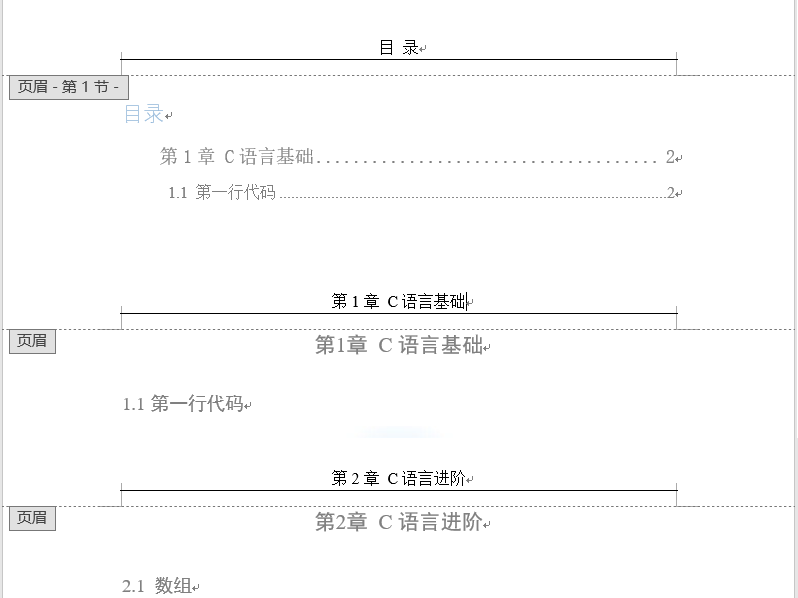 目 录
页眉 - 第 1 节 -
目录
第 1 章 C 语言基础.................................... 2
1.1 第一行代码..........................................................................................2
第 1 章 C 语言基础
页眉
第1章 C 语言基础
1.1 第一行代码
第 2 章 C 语言进阶
页眉
第2章 C 语言进阶
2.1 数组